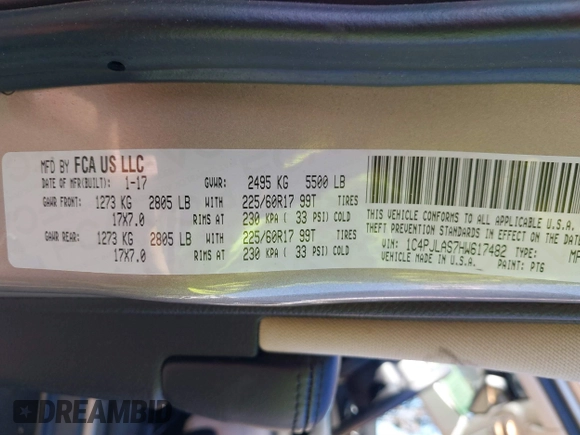 MFD BY FCA US LLC
DATE OF MFR(BUILT): 1-17 GVWR: 2495 KG 5500 LB
GAWR FRONT: 1273 KG 2805 LB WITH 225/60R17 99T TIRES
17X7.0 RIMS AT 230 KPA ( 33 PSI) COLD
GAWR REAR: 1273 KG 2805 LB WITH 225/60R17 99T TIRES
17X7.0 RIMS AT 230 KPA ( 33 PSI) COLD
THIS VEHICLE CONFORMS TO ALL APPLICABLE U.S.A.
THEFT PREVENTION STANDARDS IN EFFECT ON THE
VIN: 1C4PJLAS7HW617482 TYPE: MP
VEHICLE MADE IN U.S.A. PAINT: PTG
DREAMBID